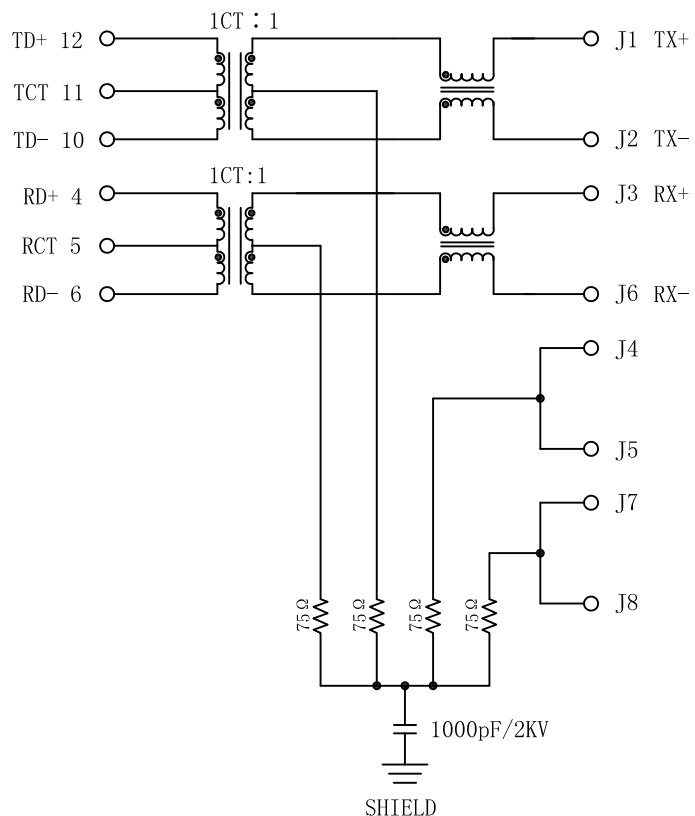 1CT：1
TD+ 12
J1 TX+
TCT 11
TD- 10
J2 TX-
1CT:1
RD+ 4
J3 RX+
RCT 5
RD- 6
J6 RX-
J4
J5
J7
J8
75Ω
75Ω
75Ω
75Ω
1000pF/2KV
SHIELD